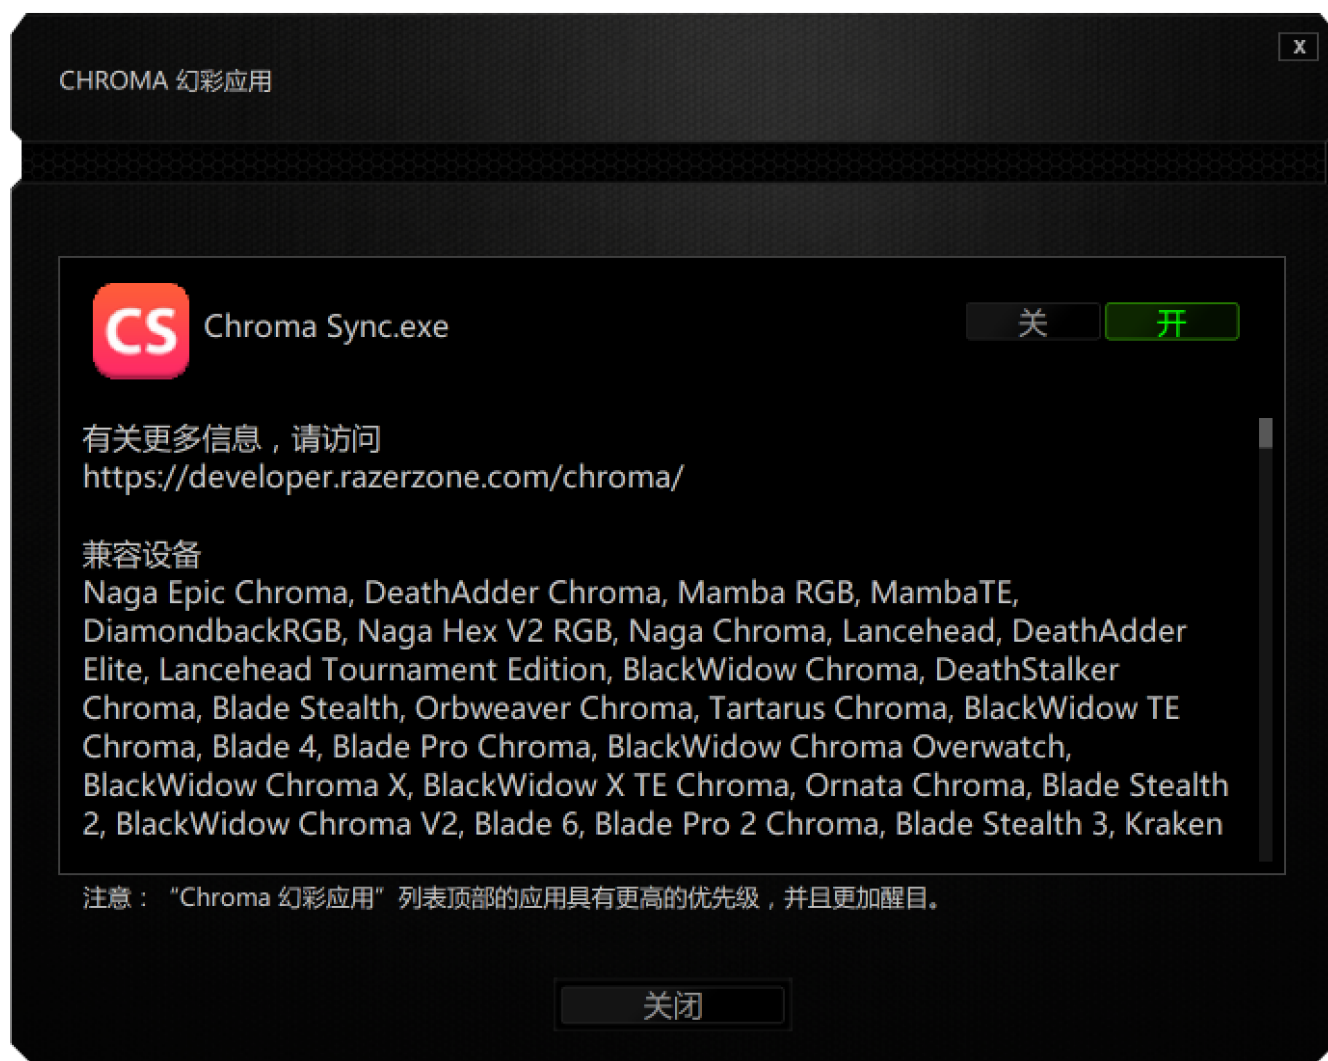 X
CHROMA 幻彩应用
CS
Chroma Sync.exe
关
开
有关更多信息，请访问
https://developer.razerzone.com/chroma/
兼容设备
Naga Epic Chroma, DeathAdder Chroma, Mamba RGB, MambaTE,
DiamondbackRGB, Naga Hex V2 RGB, Naga Chroma, Lancehead, DeathAdder
Elite, Lancehead Tournament Edition, BlackWidow Chroma, DeathStalker
Chroma, Blade Stealth, Orbweaver Chroma, Tartarus Chroma, BlackWidow TE
Chroma, Blade 4, Blade Pro Chroma, BlackWidow Chroma Overwatch,
BlackWidow Chroma X, BlackWidow X TE Chroma, Ornata Chroma, Blade Stealth
2, BlackWidow Chroma V2, Blade 6, Blade Pro 2 Chroma, Blade Stealth 3, Kraken
注意：“Chroma 幻彩应用”列表顶部的应用具有更高的优先级，并且更加醒目。
关闭